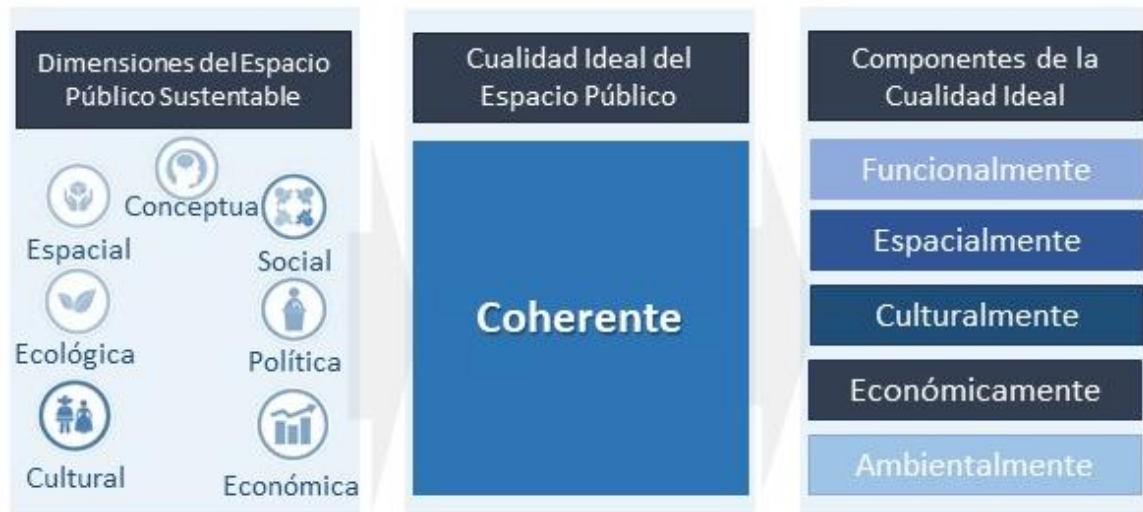 Dimensiones del Espacio
Público Sustentable
Conceptua
Espacial
Social
Ecológica
Política
Cultural
Económica
Cualidad Ideal del
Espacio Público
Coherente
Componentes de la
Cualidad Ideal
Funcionalmente
Espacialmente
Culturalmente
Económicamente
Ambientalmente